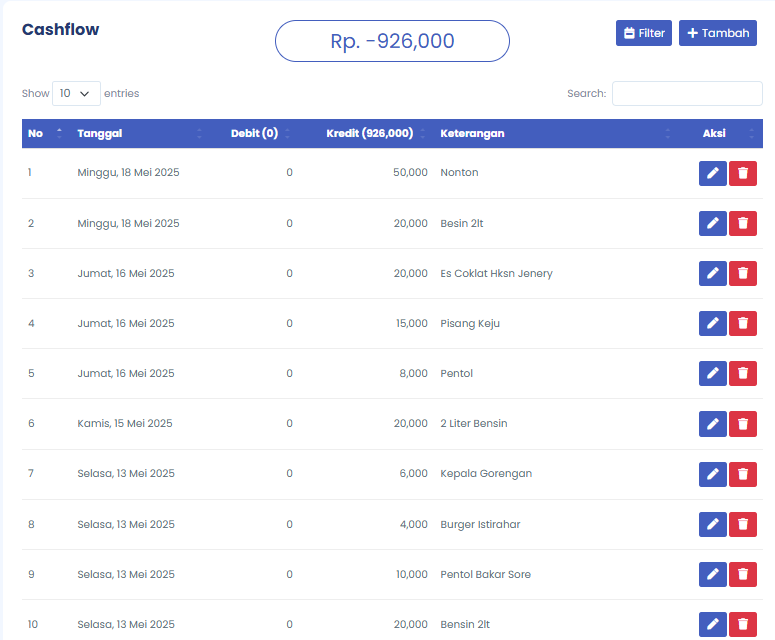 Cashflow
Rp. -926,000
Filter
Tambah
Show 10 entries
Search:
No Tanggal Debit (0) Kredit (926,000) Keterangan Aksi
1 Minggu, 18 Mei 2025 0 50,000 Nonton
2 Minggu, 18 Mei 2025 0 20,000 Besin 2lt
3 Jumat, 16 Mei 2025 0 20,000 Es Coklat Hksn Jenery
4 Jumat, 16 Mei 2025 0 15,000 Pisang Keju
5 Jumat, 16 Mei 2025 0 8,000 Pentol
6 Kamis, 15 Mei 2025 0 20,000 2 Liter Bensin
7 Selasa, 13 Mei 2025 0 6,000 Kepala Gorengan
8 Selasa, 13 Mei 2025 0 4,000 Burger Istirahar
9 Selasa, 13 Mei 2025 0 10,000 Pentol Bakar Sore
10 Selasa, 13 Mei 2025 0 20,000 Bensin 2lt